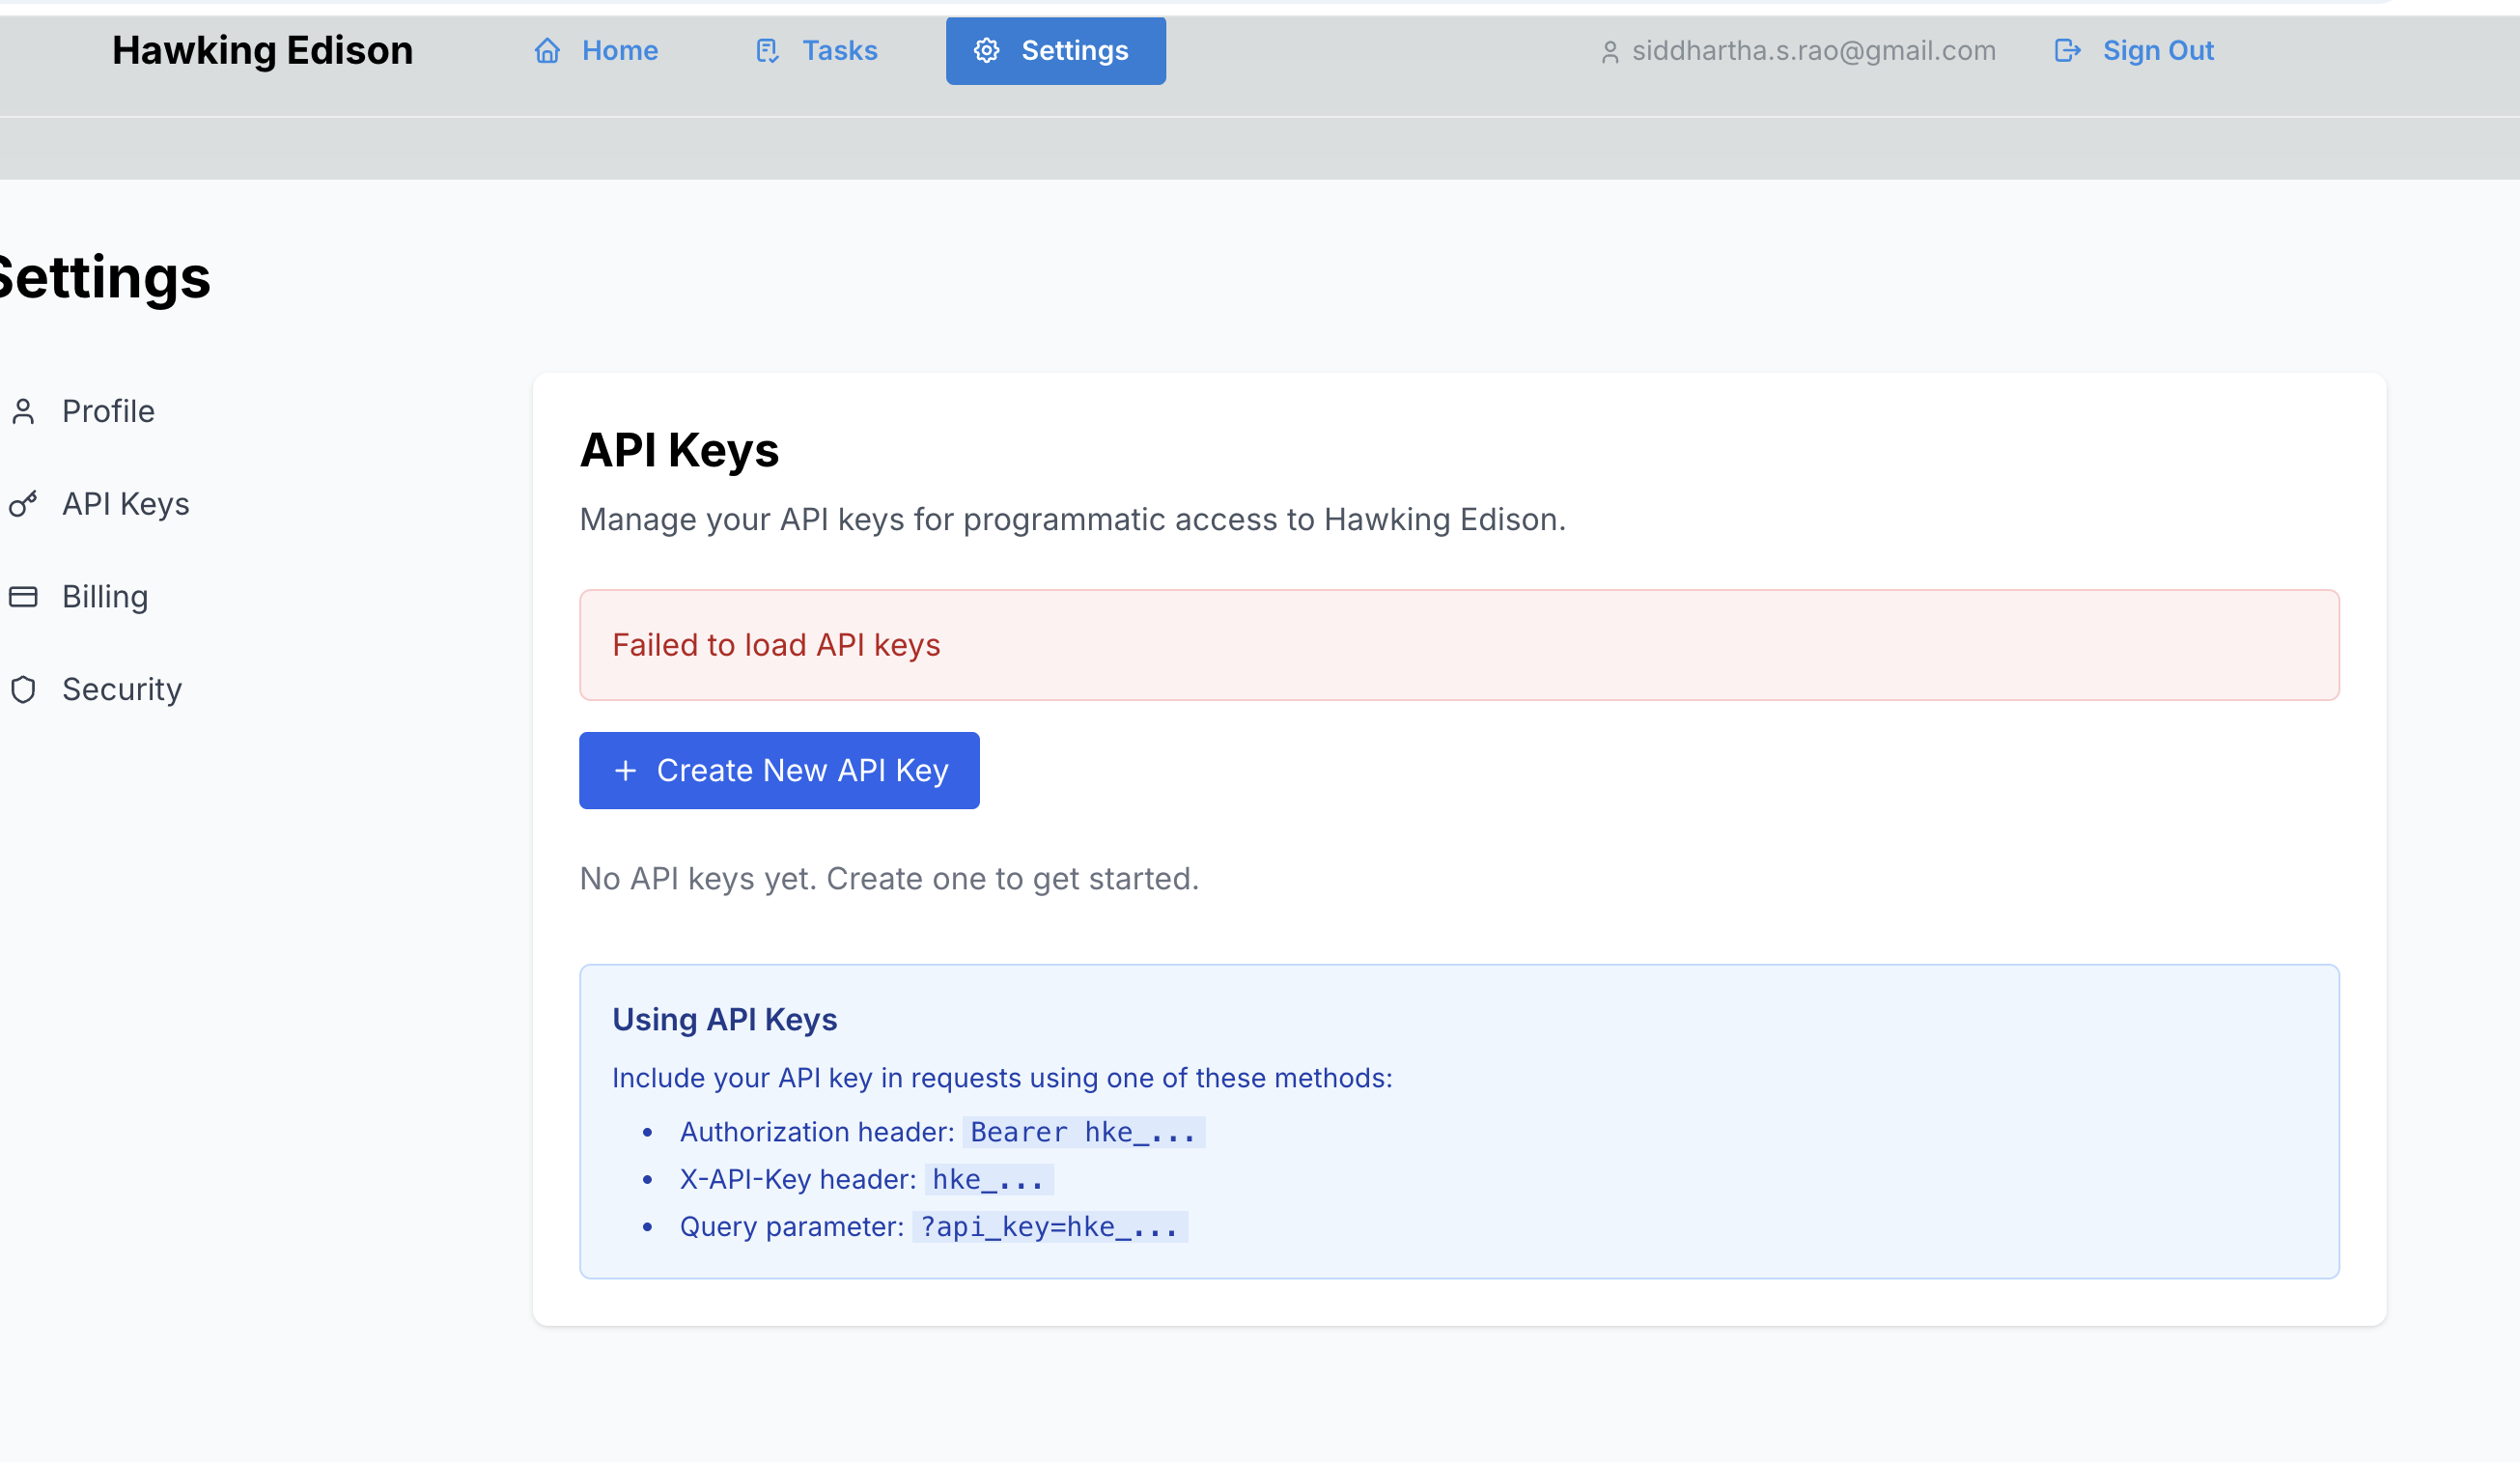 Hawking Edison
Home
Tasks
Settings
siddhartha.s.rao@gmail.com
Sign Out
Settings
Profile
API Keys
Billing
Security
API Keys
Manage your API keys for programmatic access to Hawking Edison.
Failed to load API keys
+ Create New API Key
No API keys yet. Create one to get started.
Using API Keys
Include your API key in requests using one of these methods:
• Authorization header: Bearer hke_...
• X-API-Key header: hke_...
• Query parameter: ?api_key=hke_...